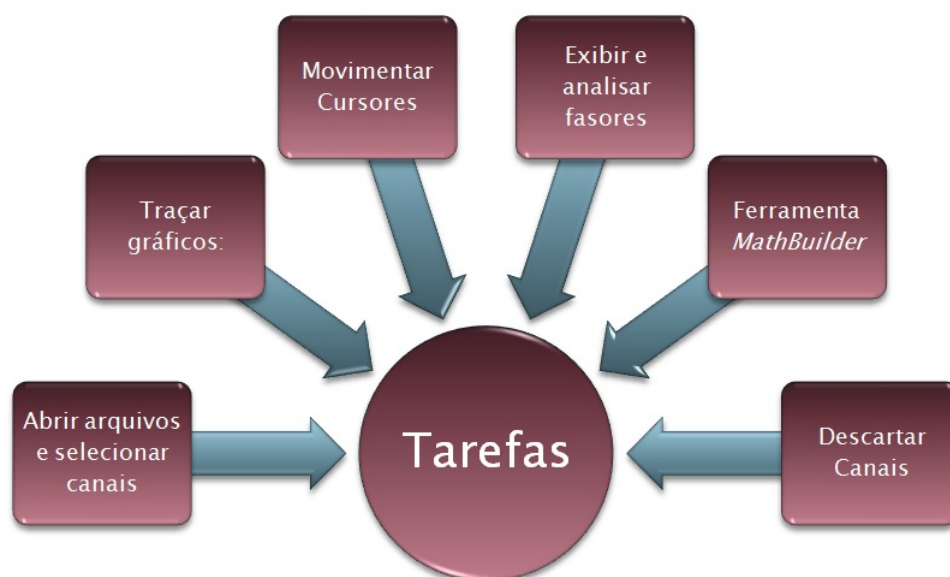 Movimentar
Cursores
Exibir e
analisar
fasores
Traçar
gráficos:
Ferramenta
MathBuilder
Abrir arquivos
e selecionar
canais
Tarefas
Descartar
Canais